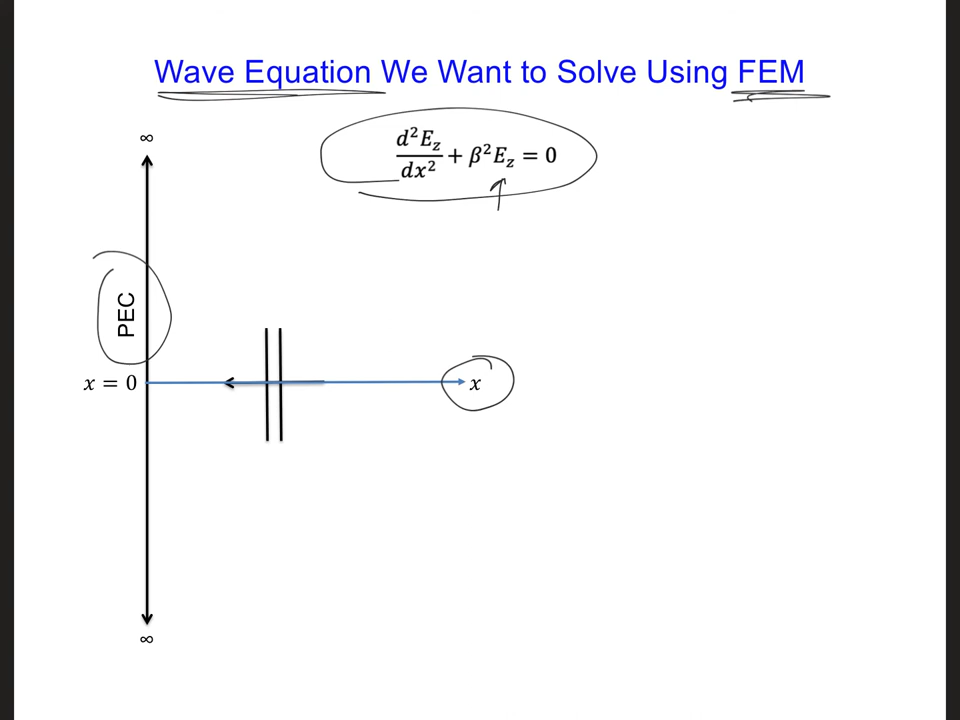 Wave Equation We Want to Solve Using FEM
∞
d²E_z/dx² + β²E_z = 0
PEC
x = 0
x
∞